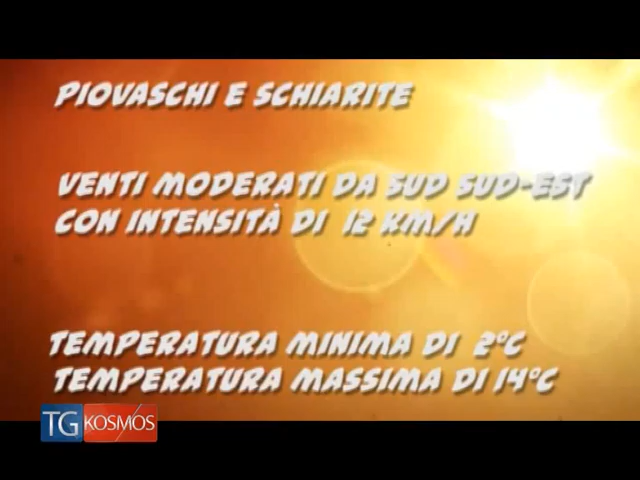 PIOVASCHI E SCHIARITE
VENTI MODERATI DA SUD SUD-EST
CON INTENSITÀ DI 12 KM/H
TEMPERATURA MINIMA DI 2°C
TEMPERATURA MASSIMA DI 14°C
TG KOSMOS